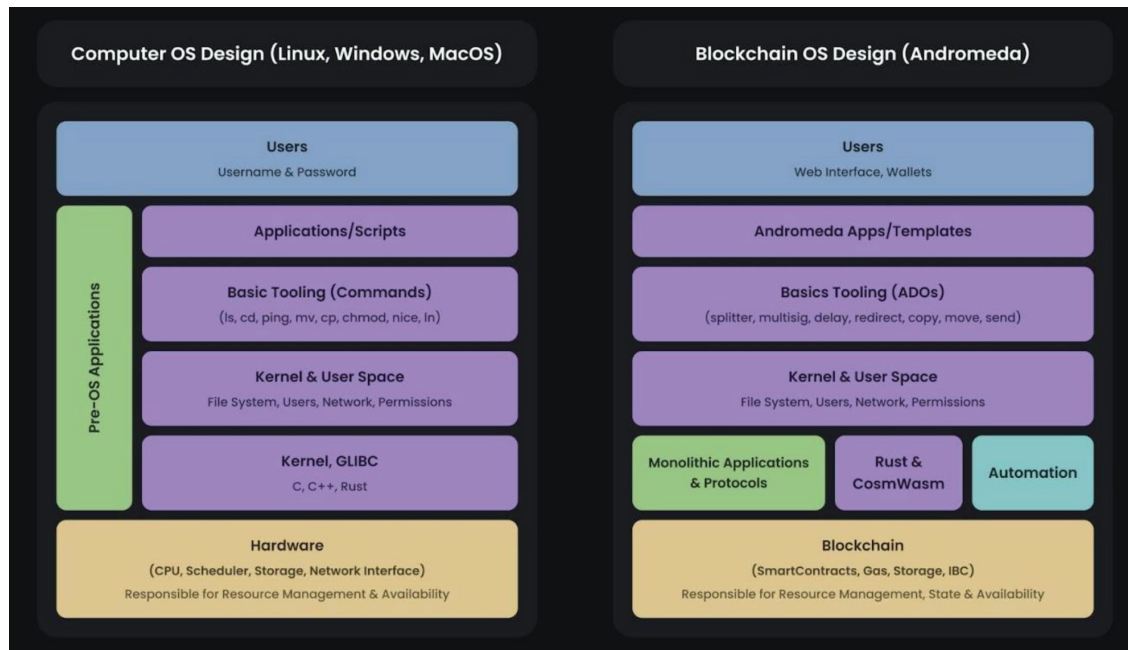 Computer OS Design (Linux, Windows, MacOS)
Users
Username & Password
Pre-OS Applications
Applications/Scripts
Basic Tooling (Commands)
(ls, cd, ping, mv, cp, chmod, nice, ln)
Kernel & User Space
File System, Users, Network, Permissions
Kernel, GLIBC
C, C++, Rust
Hardware
(CPU, Scheduler, Storage, Network Interface)
Responsible for Resource Management & Availability
Blockchain OS Design (Andromeda)
Users
Web Interface, Wallets
Andromeda Apps/Templates
Basics Tooling (ADOs)
(splitter, multisig, delay, redirect, copy, move, send)
Kernel & User Space
File System, Users, Network, Permissions
Monolithic Applications
& Protocols
Rust &
CosmWasm
Automation
Blockchain
(SmartContracts, Gas, Storage, IBC)
Responsible for Resource Management, State & Availability